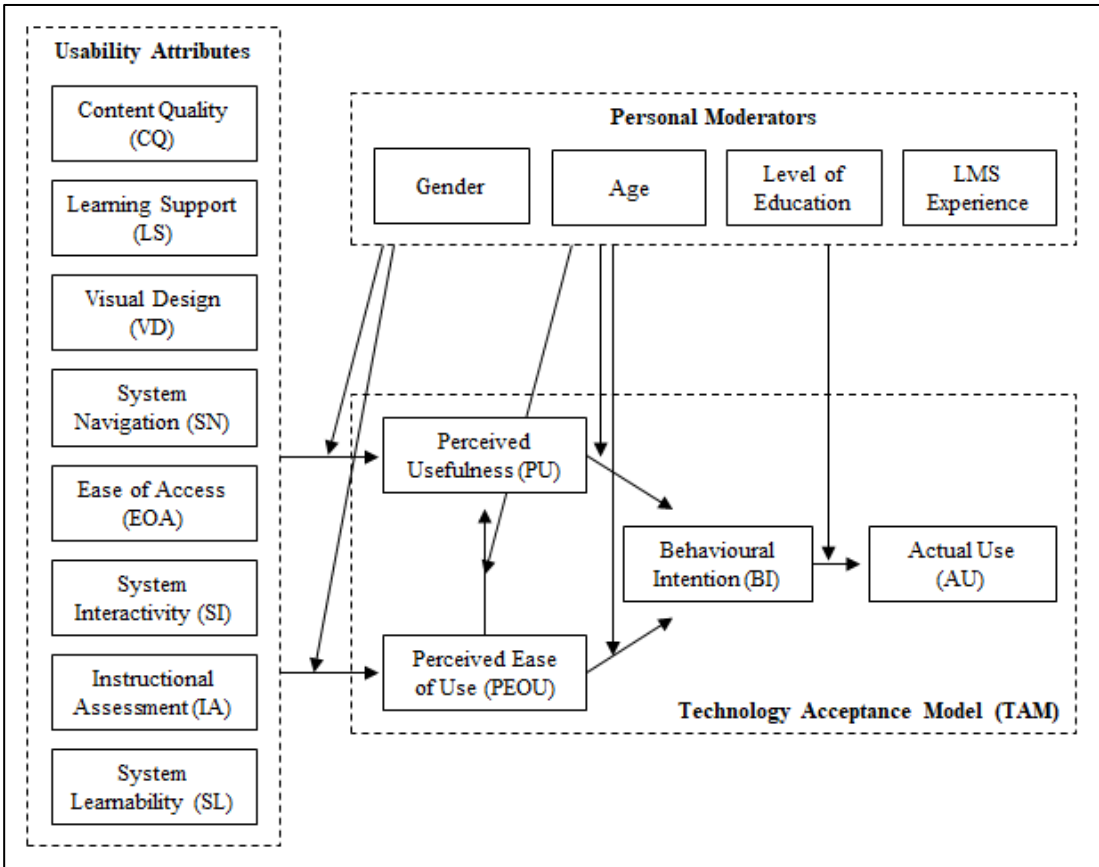 Usability Attributes
Content Quality
(CQ)
Learning Support
(LS)
Visual Design
(VD)
System
Navigation (SN)
Ease of Access
(EOA)
System
Interactivity (SI)
Instructional
Assessment (IA)
System
Learnability (SL)
Personal Moderators
Gender
Age
Level of
Education
LMS
Experience
Perceived
Usefulness (PU)
Perceived Ease
of Use (PEOU)
Behavioural
Intention (BI)
Actual Use
(AU)
Technology Acceptance Model (TAM)